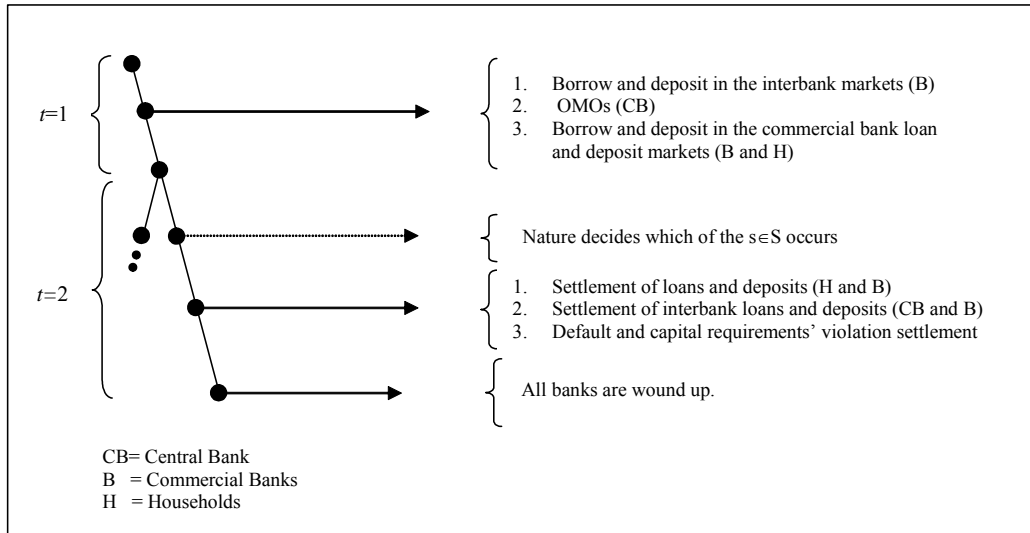 t=1
1. Borrow and deposit in the interbank markets (B)
2. OMOs (CB)
3. Borrow and deposit in the commercial bank loan
and deposit markets (B and H)
Nature decides which of the s∈S occurs
t=2
1. Settlement of loans and deposits (H and B)
2. Settlement of interbank loans and deposits (CB and B)
3. Default and capital requirements’ violation settlement
All banks are wound up.
CB= Central Bank
B = Commercial Banks
H = Households